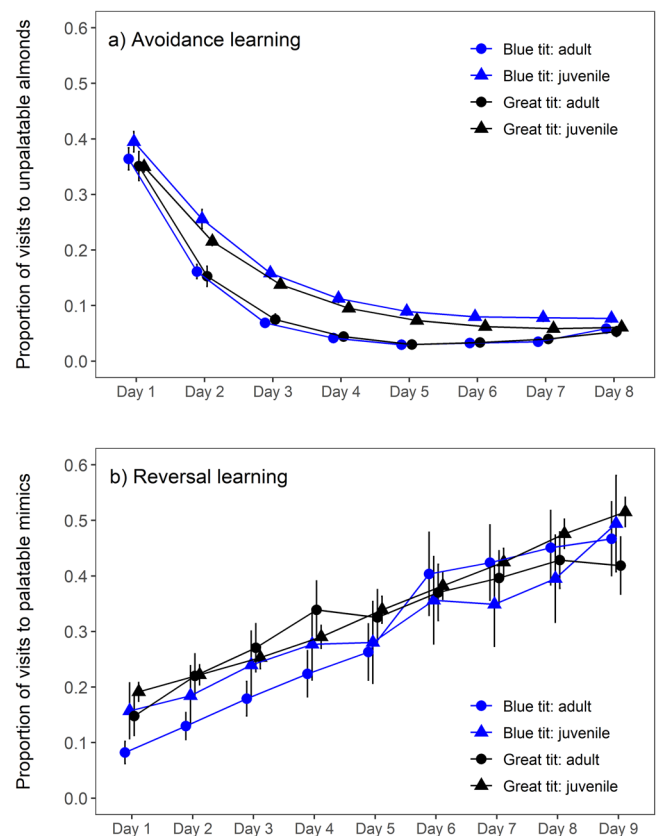 Proportion of visits to unpalatable almonds
0.6
0.5
0.4
0.3
0.2
0.1
0.0
a) Avoidance learning
Blue tit: adult
Blue tit: juvenile
Great tit: adult
Great tit: juvenile
Day 1 Day 2 Day 3 Day 4 Day 5 Day 6 Day 7 Day 8
Proportion of visits to palatable mimics
0.6
0.5
0.4
0.3
0.2
0.1
0.0
b) Reversal learning
Blue tit: adult
Blue tit: juvenile
Great tit: adult
Great tit: juvenile
Day 1 Day 2 Day 3 Day 4 Day 5 Day 6 Day 7 Day 8 Day 9